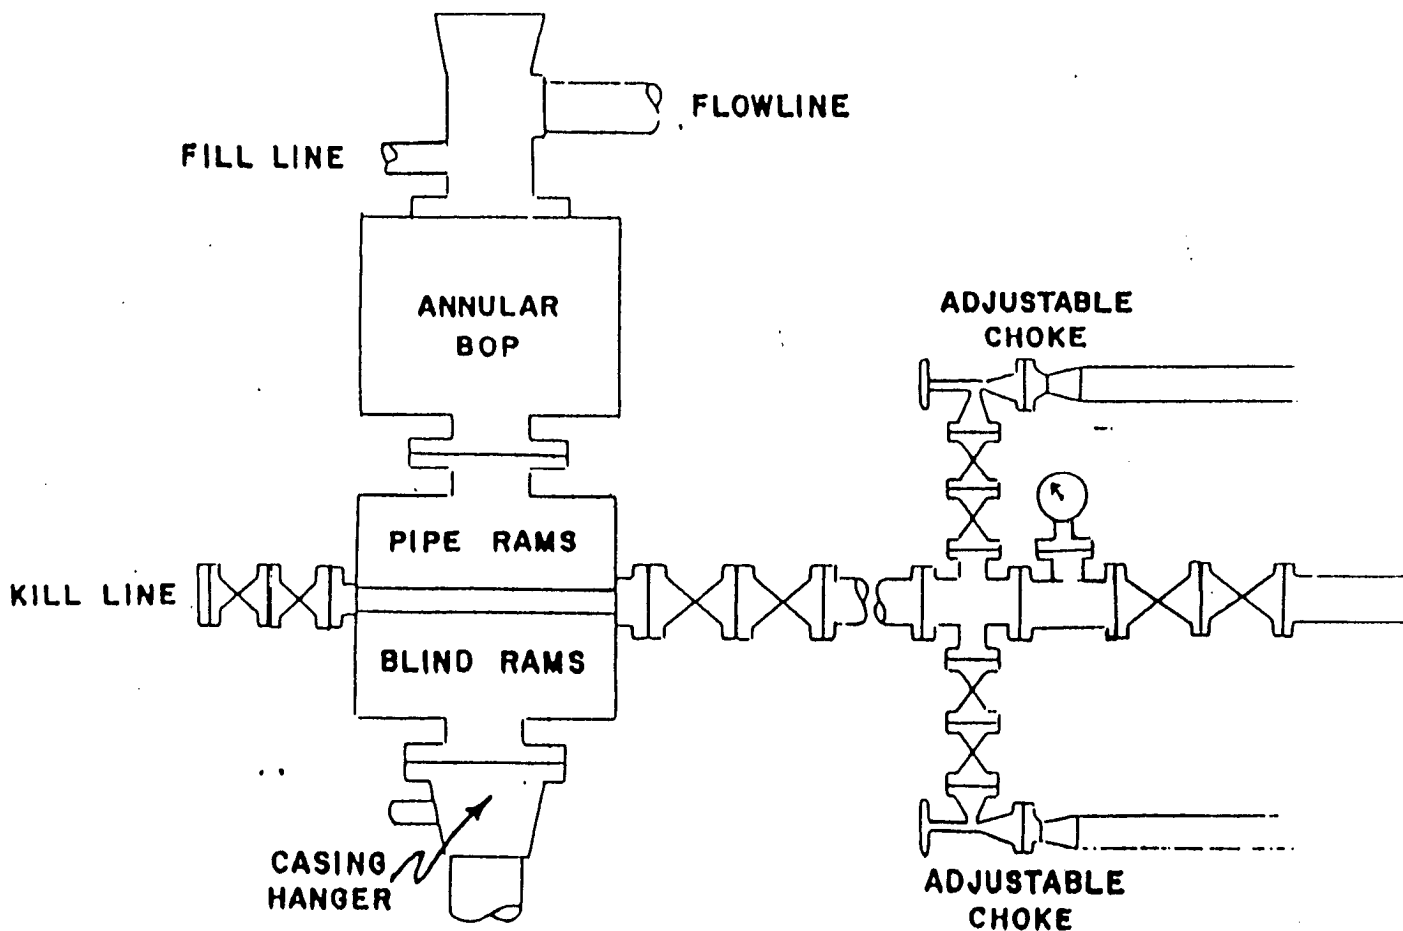 FLOWLINE
FILL LINE
ANNULAR
BOP
ADJUSTABLE
CHOKE
PIPE RAMS
KILL LINE
BLIND RAMS
CASING
HANGER
ADJUSTABLE
CHOKE